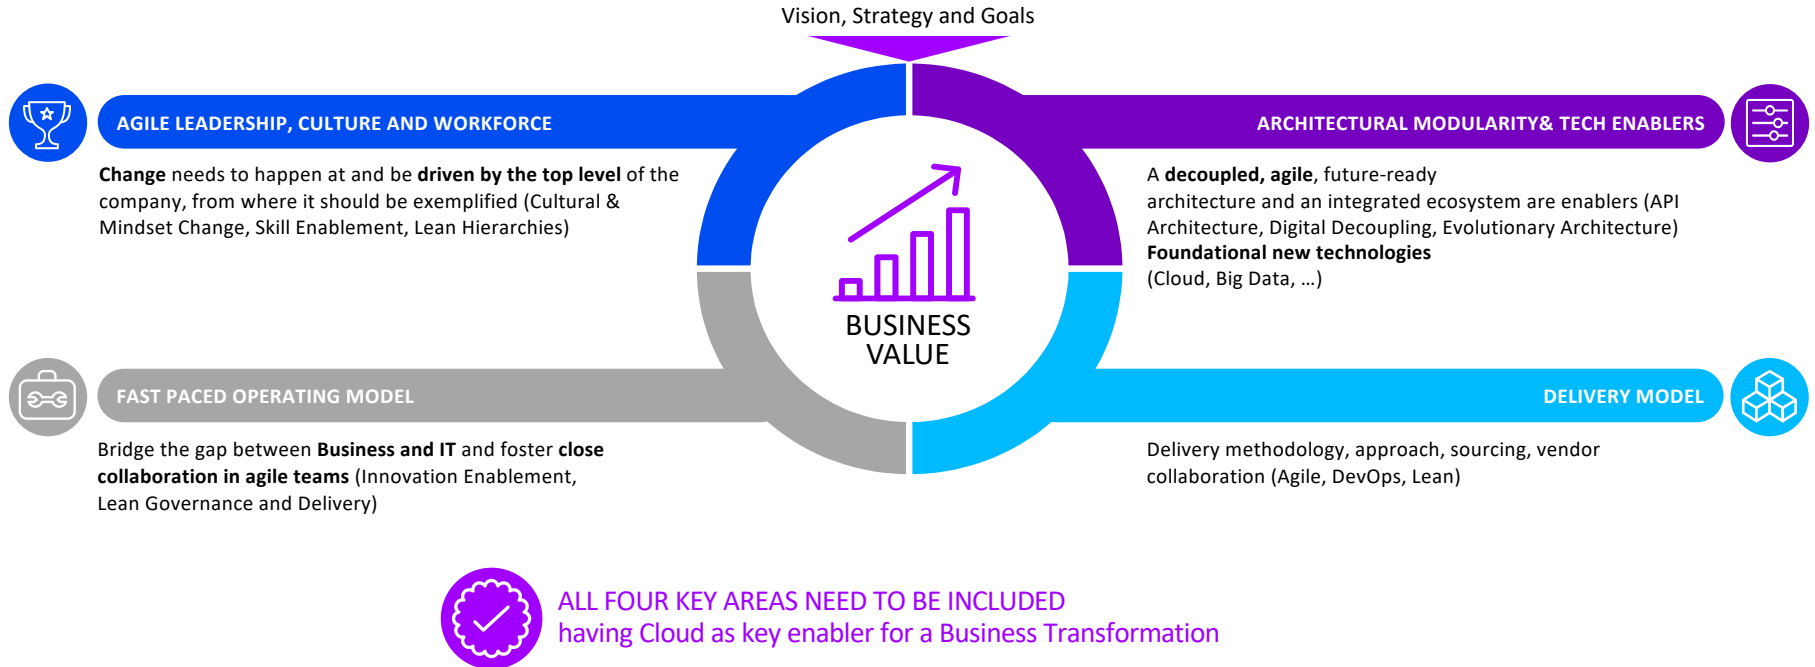 Vision, Strategy and Goals
AGILE LEADERSHIP, CULTURE AND WORKFORCE
Change needs to happen at and be driven by the top level of the
company, from where it should be exemplified (Cultural &
Mindset Change, Skill Enablement, Lean Hierarchies)
ARCHITECTURAL MODULARITY& TECH ENABLERS
A decoupled, agile, future-ready
architecture and an integrated ecosystem are enablers (API
Architecture, Digital Decoupling, Evolutionary Architecture)
Foundational new technologies
(Cloud, Big Data, …)
BUSINESS
VALUE
FAST PACED OPERATING MODEL
Bridge the gap between Business and IT and foster close
collaboration in agile teams (Innovation Enablement,
Lean Governance and Delivery)
DELIVERY MODEL
Delivery methodology, approach, sourcing, vendor
collaboration (Agile, DevOps, Lean)
ALL FOUR KEY AREAS NEED TO BE INCLUDED
having Cloud as key enabler for a Business Transformation